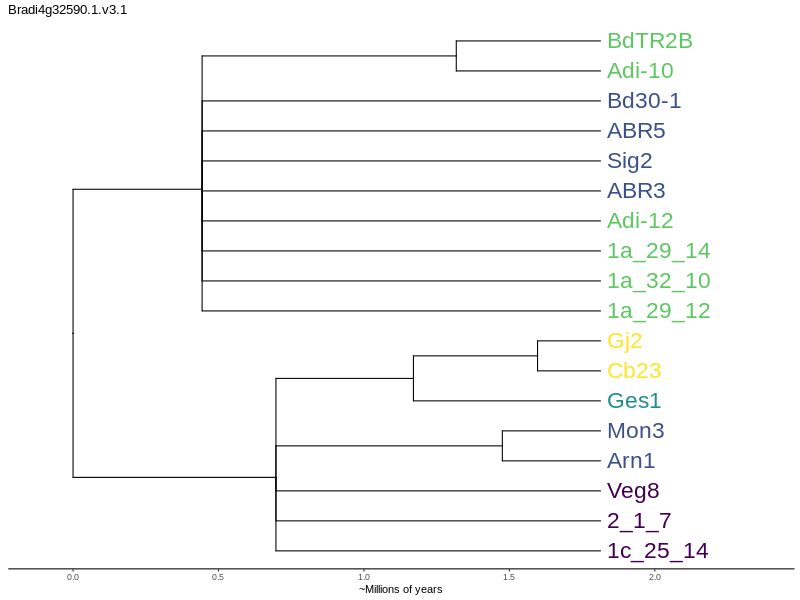 Bradi4g32590.1.v3.1
BdTR2B
Adi-10
Bd30-1
ABR5
Sig2
ABR3
Adi-12
1a_29_14
1a_32_10
1a_29_12
Gj2
Cb23
Ges1
Mon3
Arn1
Veg8
2_1_7
1c_25_14
0.0 0.5 1.0 1.5 2.0
~Millions of years